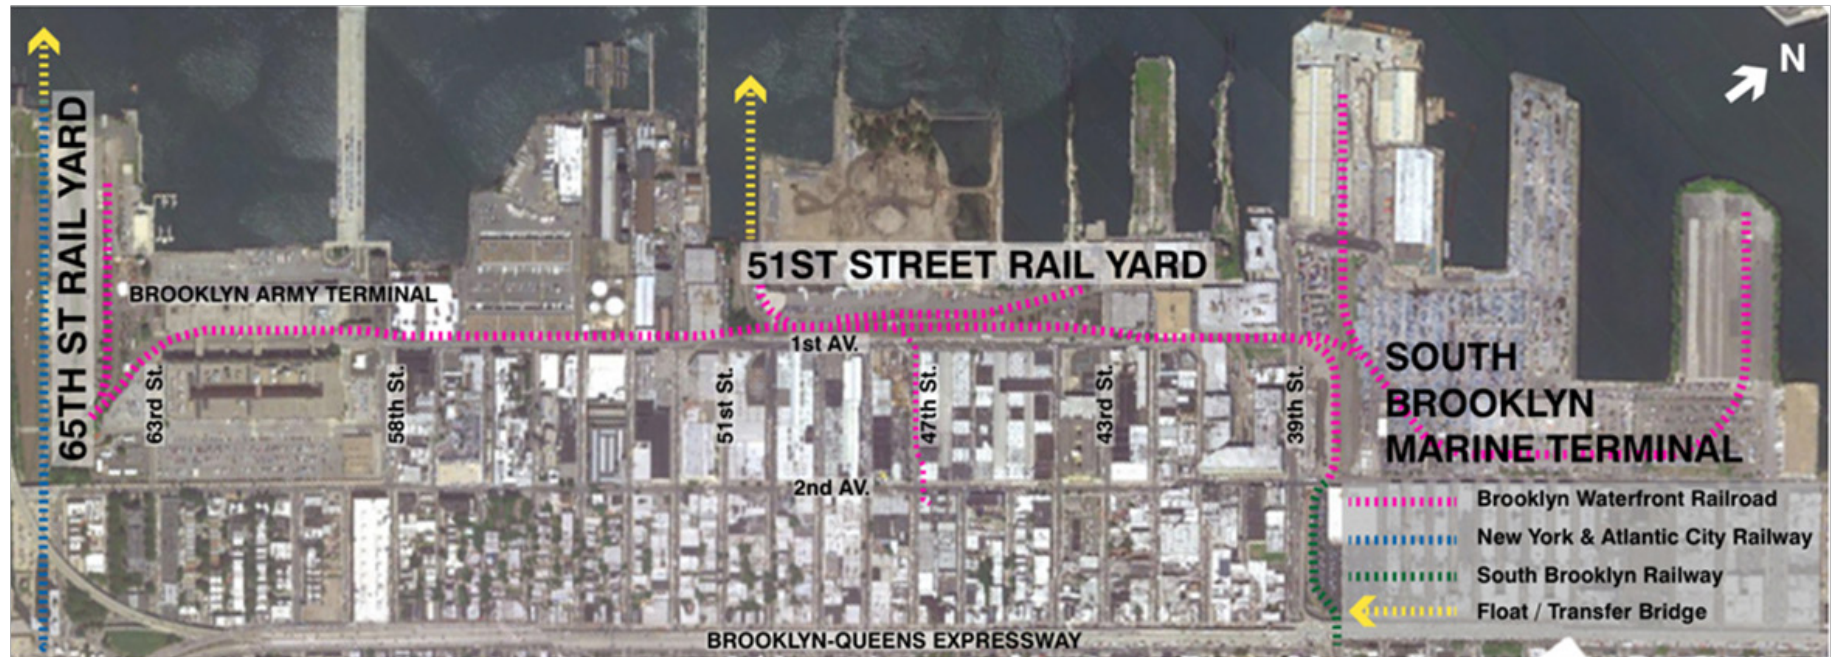 65TH ST RAIL YARD
N
51ST STREET RAIL YARD
BROOKLYN ARMY TERMINAL
1st AV.
63rd St.
58th St.
51st St.
47th St.
43rd St.
39th St.
SOUTH
BROOKLYN
MARINE TERMINAL
2nd AV.
Brooklyn Waterfront Railroad
New York & Atlantic City Railway
South Brooklyn Railway
Float / Transfer Bridge
BROOKLYN-QUEENS EXPRESSWAY